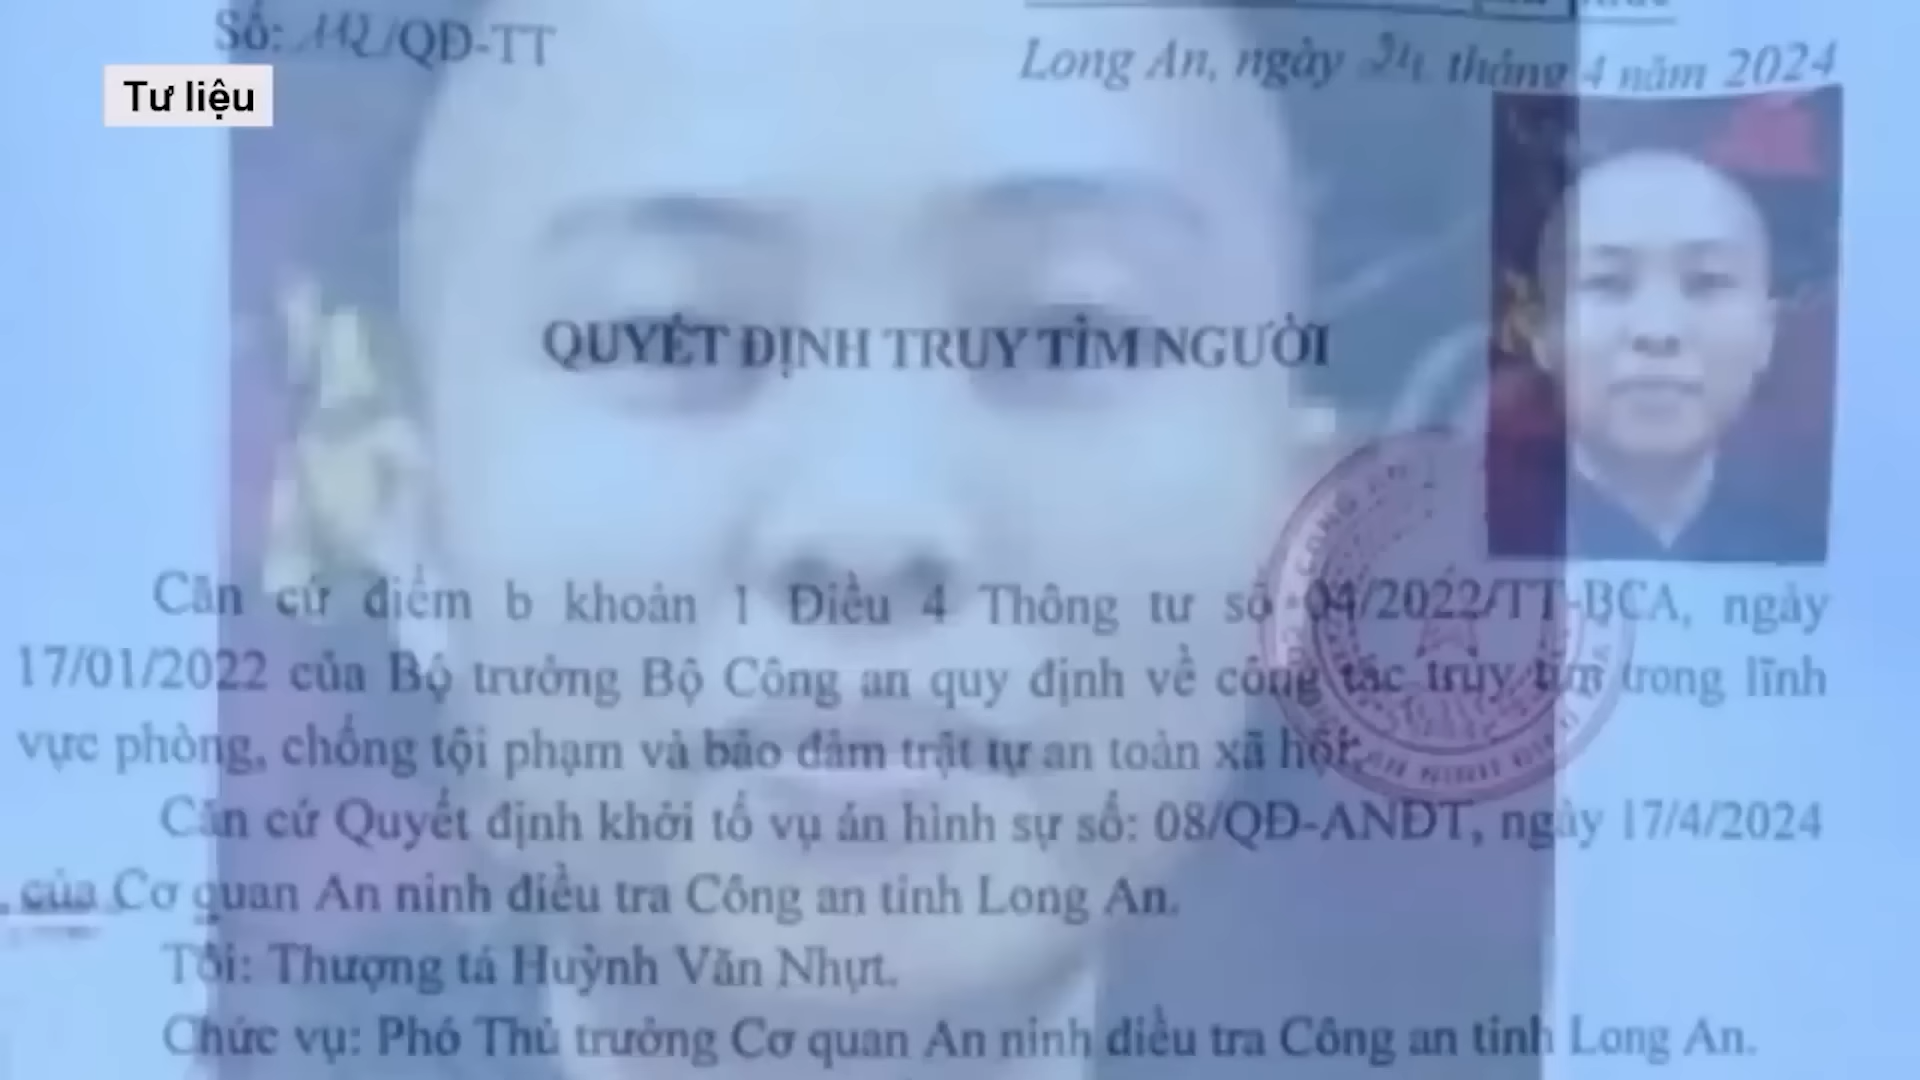 Số: 112/QĐ-TT
Long An, ngày 24 tháng 4 năm 2024
Tư liệu
QUYẾT ĐỊNH TRUY TÌM NGƯỜI
Căn cứ điểm b khoản 1 Điều 4 Thông tư số 04/2022/TT-BCA, ngày
17/01/2022 của Bộ trưởng Bộ Công an quy định về công tác truy tìm trong lĩnh
vực phòng, chống tội phạm và bảo đảm trật tự an toàn xã hội;
Căn cứ Quyết định khởi tố vụ án hình sự số: 08/QĐ-ANĐT, ngày 17/4/2024
của Cơ quan An ninh điều tra Công an tỉnh Long An.
Tôi: Thượng tá Huỳnh Văn Nhựt.
Chức vụ: Phó Thủ trưởng Cơ quan An ninh điều tra Công an tỉnh Long An.